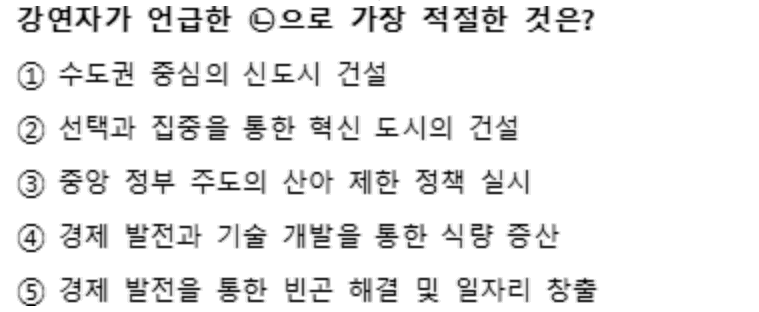 강연자가 언급한 ㉡으로 가장 적절한 것은?
① 수도권 중심의 신도시 건설
② 선택과 집중을 통한 혁신 도시의 건설
③ 중앙 정부 주도의 산아 제한 정책 실시
④ 경제 발전과 기술 개발을 통한 식량 증산
⑤ 경제 발전을 통한 빈곤 해결 및 일자리 창출